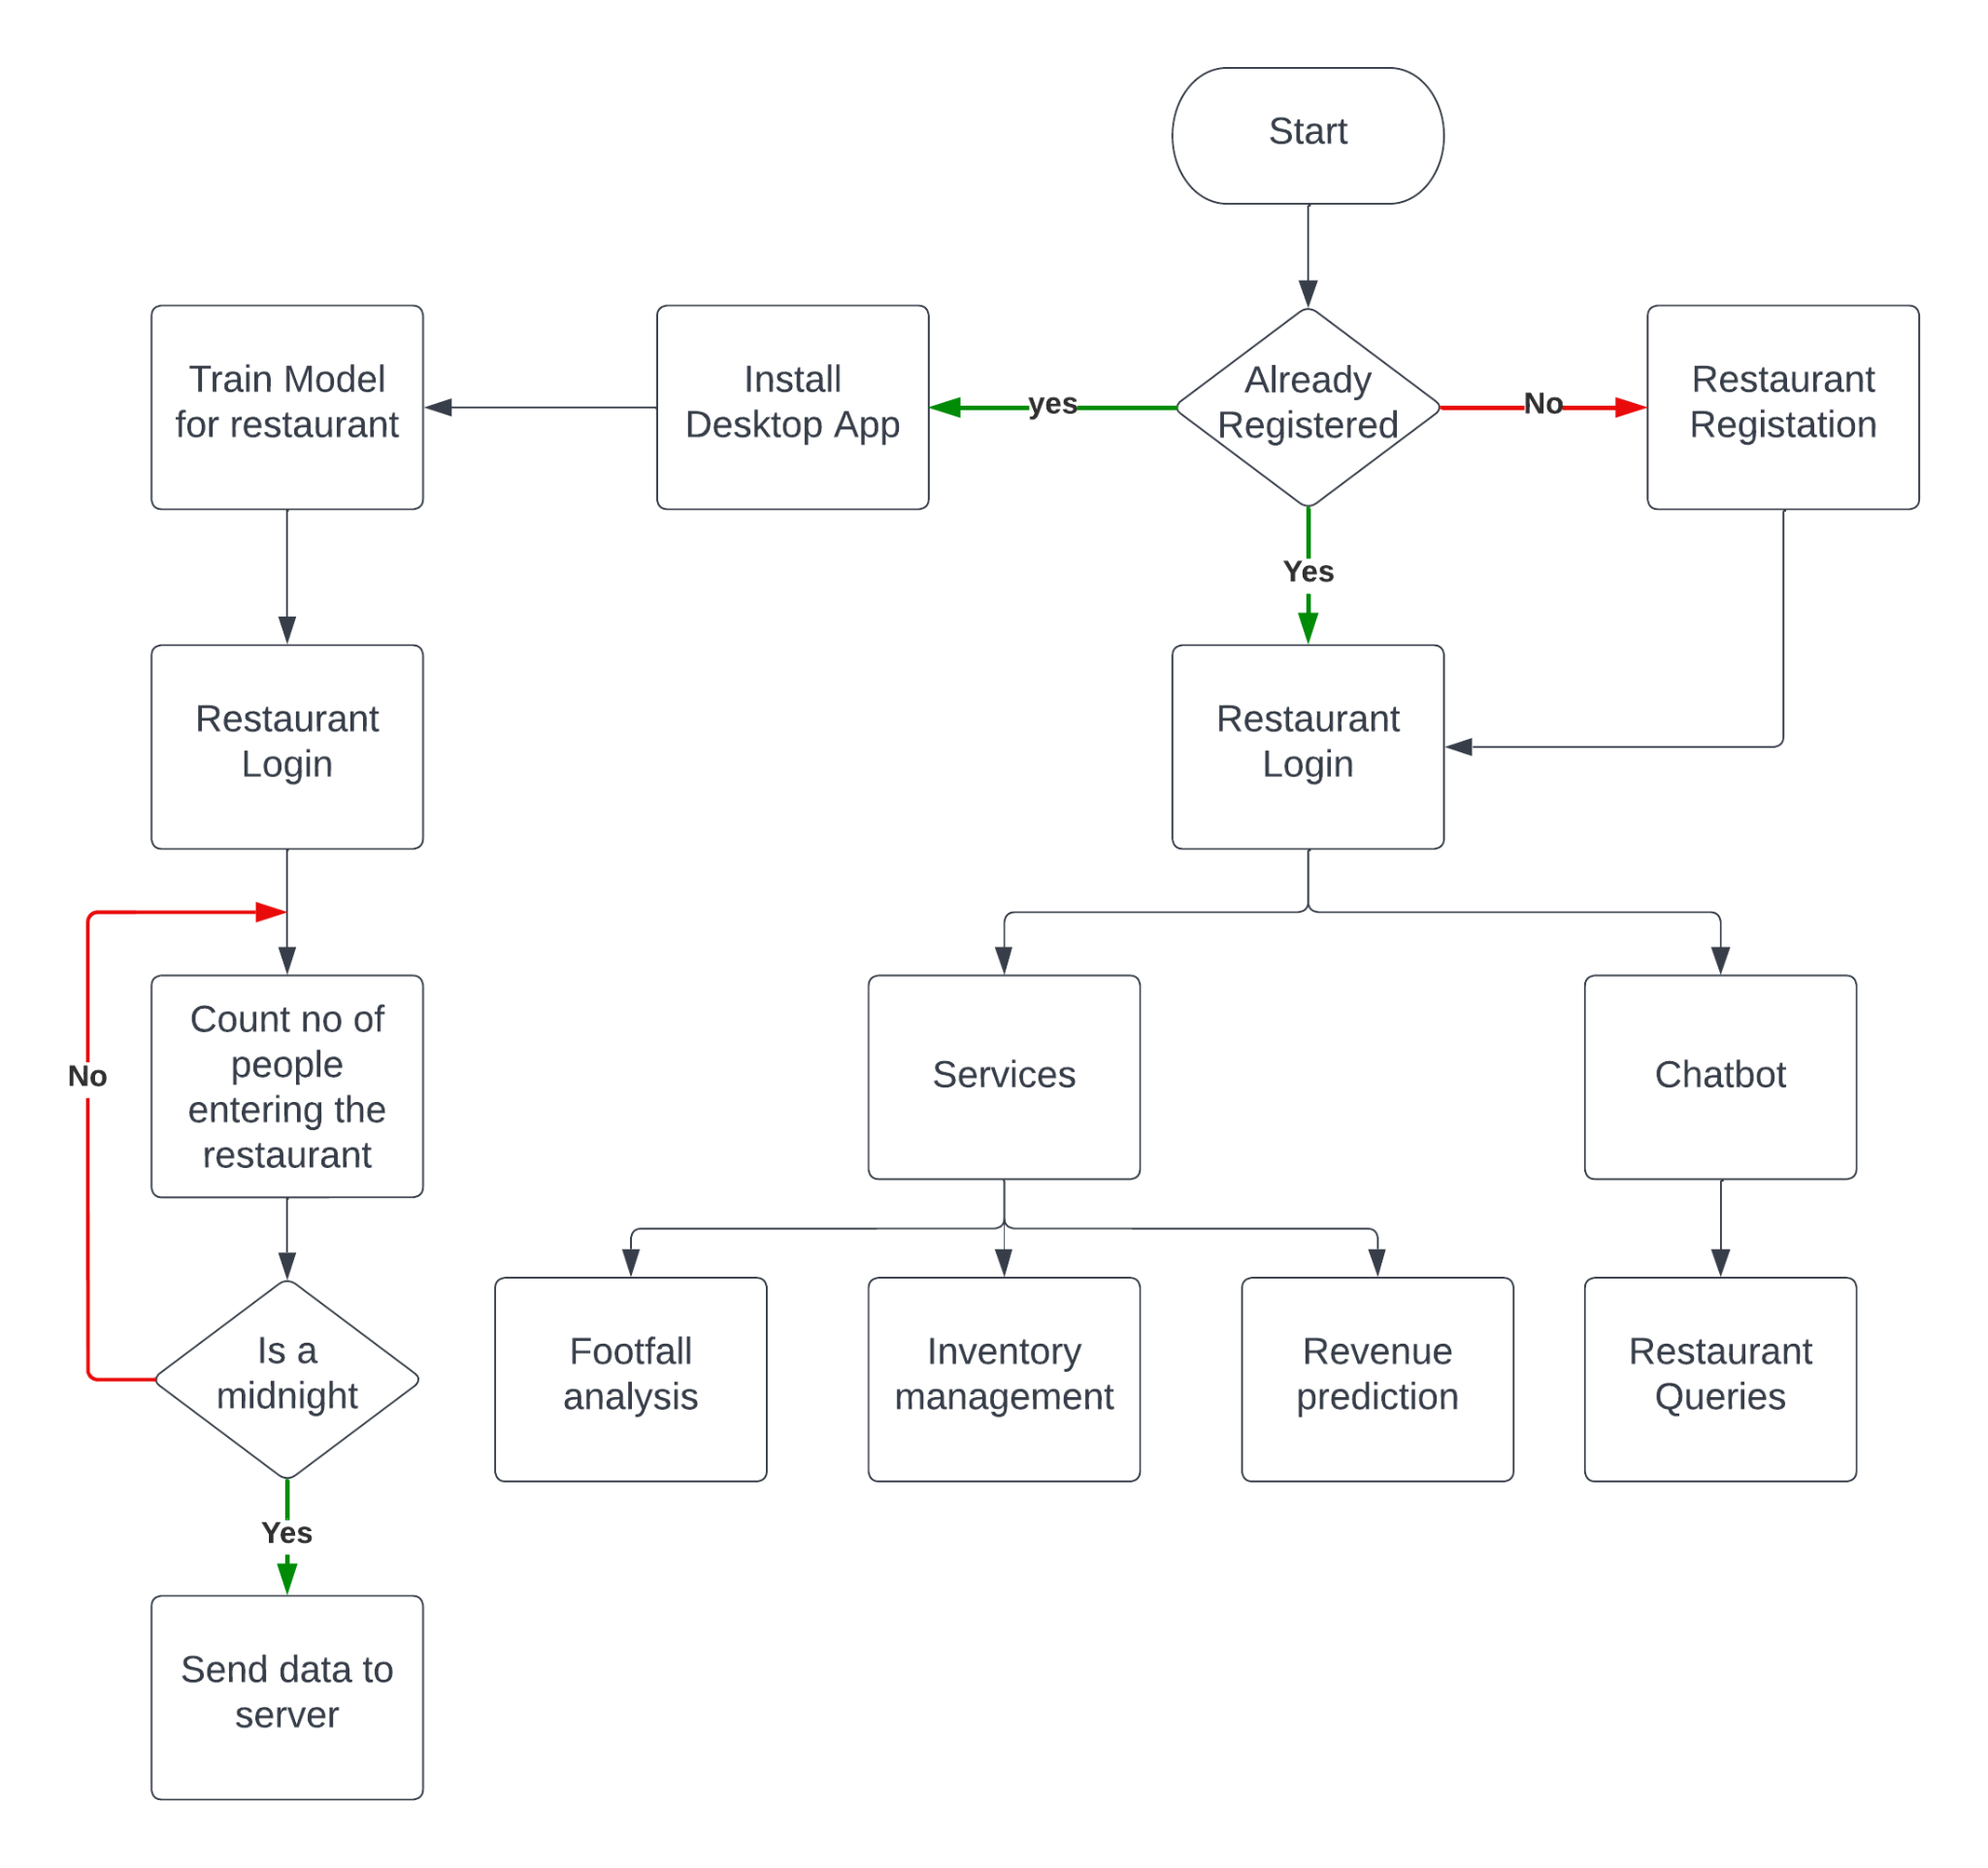 Start
Train Model
for restaurant
Install
Desktop App
yes
Already
Registered
No
Restaurant
Registation
Yes
Restaurant
Login
Restaurant
Login
No
Count no of
people
entering the
restaurant
Services
Chatbot
Is a
midnight
Footfall
analysis
Inventory
management
Revenue
prediction
Restaurant
Queries
Yes
Send data to
server